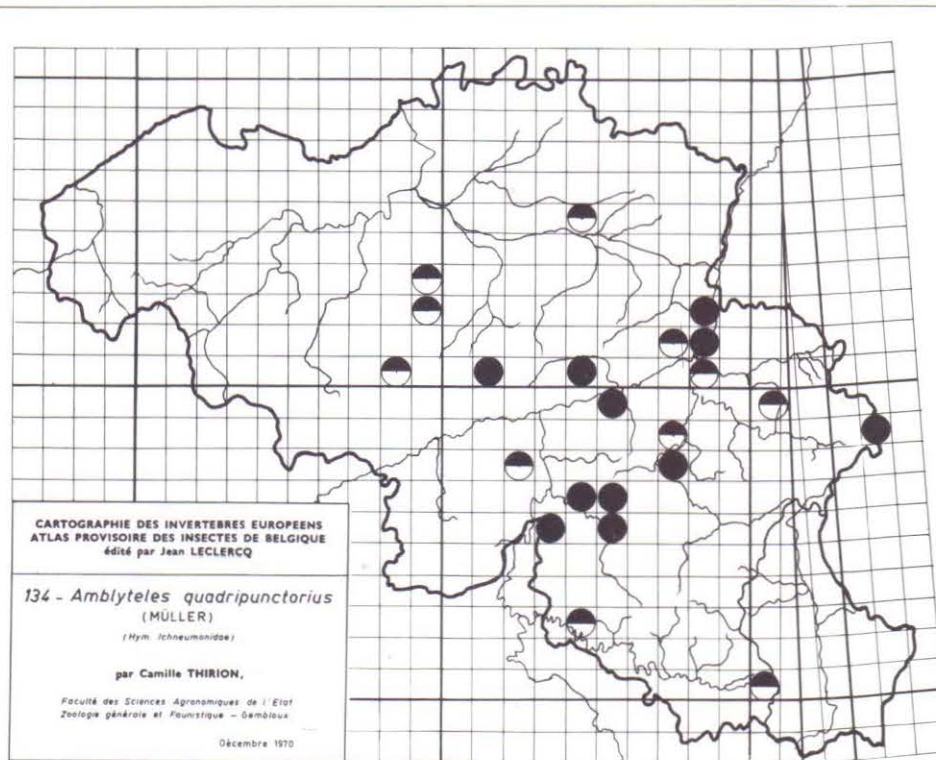 CARTOGRAPHIE DES INVERTEBRES EUROPEENS
ATLAS PROVISOIRE DES INSECTES DE BELGIQUE
édité par Jean LECLERCQ
134 - Amblyteles quadripunctorius
(MÜLLER)
(Hym. Ichneumonidae)
par Camille THIRION,
Faculté des Sciences Agronomiques de l'Etat
Zoologie générale et Faunistique - Gembloux
Décembre 1970